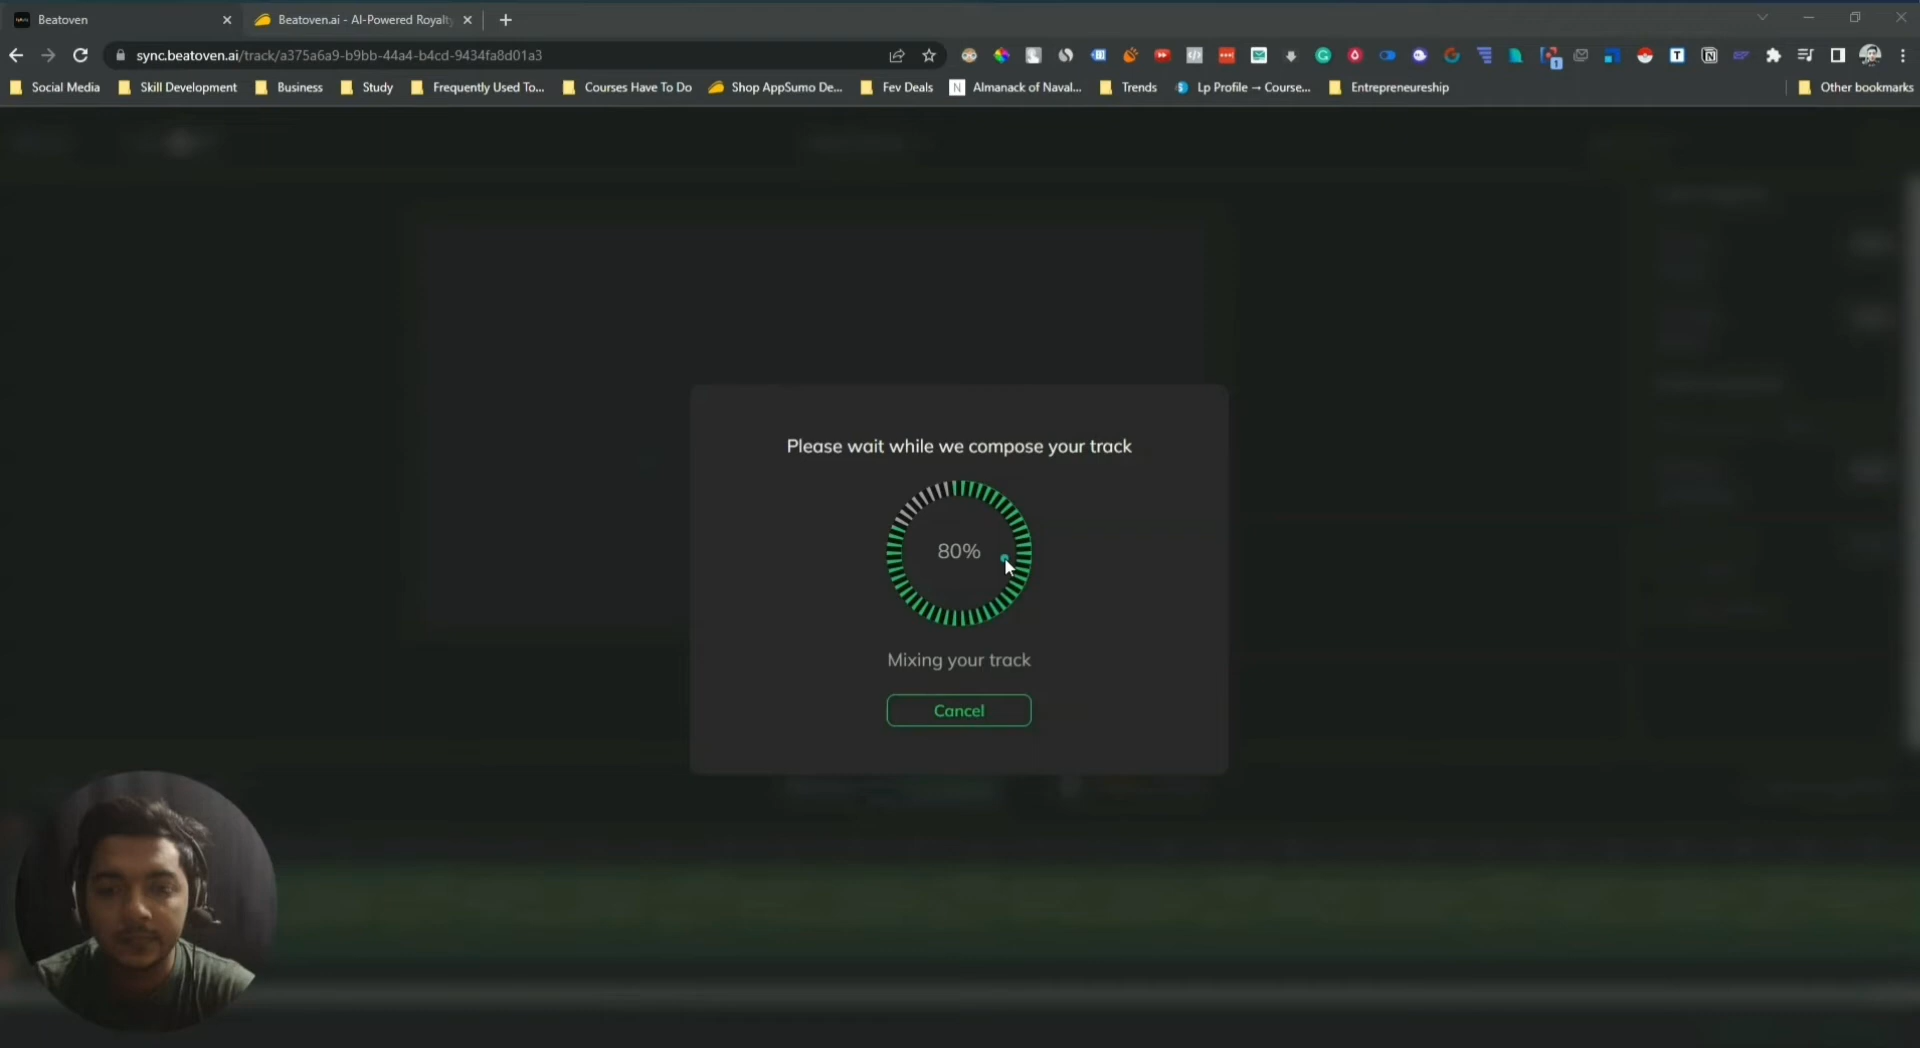 Beatoven
Beatoven.ai - AI-Powered Royalty
sync.beatoven.ai/track/a375a6a9-b9bb-44a4-b4cd-9434fa8d01a3
Social Media Skill Development Business Study Frequently Used To... Courses Have To Do Shop AppSumo De... Fev Deals Almanack of Naval... Trends Lp Profile → Course... Entrepreneureship Other bookmarks
Please wait while we compose your track
80%
Mixing your track
Cancel